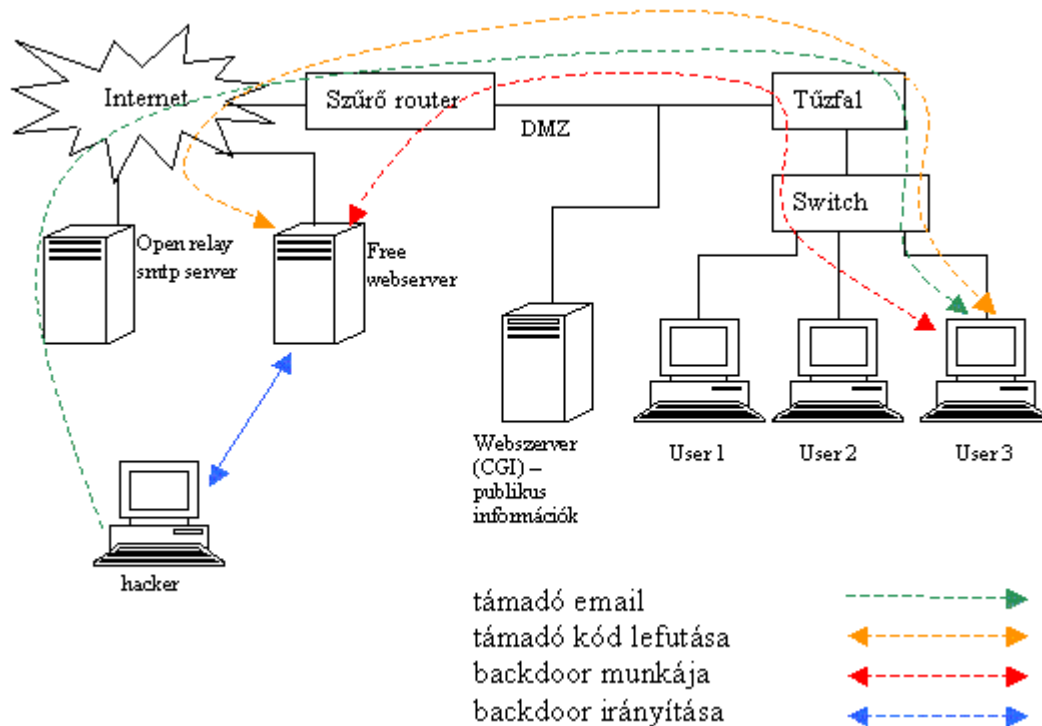 Internet
Szűrő router
Tűzfal
DMZ
Switch
Open relay
smtp server
Free
webserver
Webszerver
(CGI) –
publikus
információk
User 1
User 2
User 3
hacker
támadó email
támadó kód lefutása
backdoor munkája
backdoor irányítása